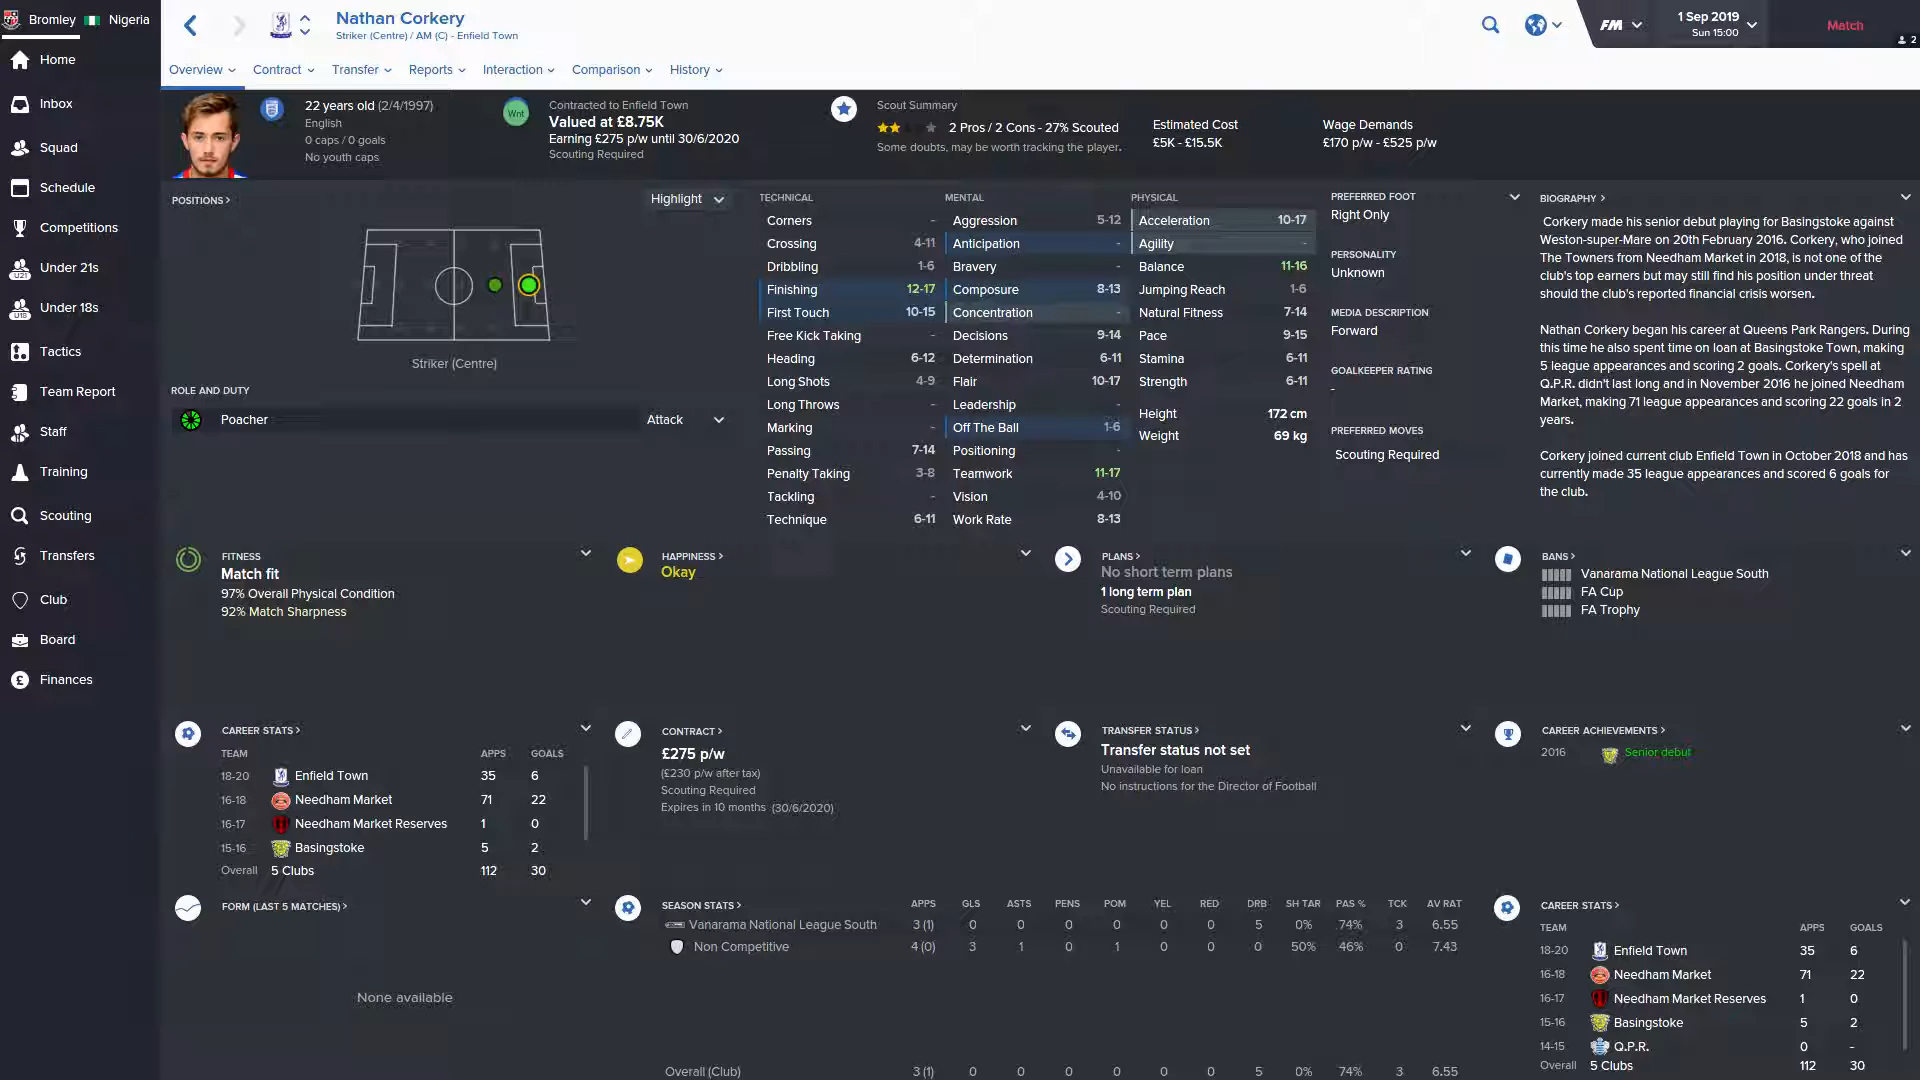 Bromley Nigeria
Home
Inbox
Squad
Schedule
Competitions
Under 21s
U21
Under 18s
U18
Tactics
Team Report
Staff
Training
Scouting
Transfers
Club
Board
Finances
Nathan Corkery
Striker (Centre) / AM (C) - Enfield Town
FM
1 Sep 2019
Sun 15:00
Match
2
Overview Contract Transfer Reports Interaction Comparison History
22 years old (2/4/1997)
English
0 caps / 0 goals
No youth caps
Wnt
Contracted to Enfield Town
Valued at £8.75K
Earning £275 p/w until 30/6/2020
Scouting Required
Scout Summary
2 Pros / 2 Cons - 27% Scouted
Some doubts, may be worth tracking the player.
Estimated Cost
£5K - £15.5K
Wage Demands
£170 p/w - £525 p/w
POSITIONS >
Highlight
Striker (Centre)
ROLE AND DUTY
Poacher Attack
TECHNICAL
Corners -
Crossing 4-11
Dribbling 1-6
Finishing 12-17
First Touch 10-15
Free Kick Taking -
Heading 6-12
Long Shots 4-9
Long Throws -
Marking -
Passing 7-14
Penalty Taking 3-8
Tackling -
Technique 6-11
MENTAL
Aggression 5-12
Anticipation -
Bravery -
Composure 8-13
Concentration -
Decisions 9-14
Determination 6-11
Flair 10-17
Leadership -
Off The Ball 1-6
Positioning -
Teamwork 11-17
Vision 4-10
Work Rate 8-13
PHYSICAL
Acceleration 10-17
Agility -
Balance 11-16
Jumping Reach 1-6
Natural Fitness 7-14
Pace 9-15
Stamina 6-11
Strength 6-11
Height 172 cm
Weight 69 kg
PREFERRED FOOT
Right Only
PERSONALITY
Unknown
MEDIA DESCRIPTION
Forward
GOALKEEPER RATING
-
PREFERRED MOVES
Scouting Required
BIOGRAPHY >
Corkery made his senior debut playing for Basingstoke against
Weston-super-Mare on 20th February 2016. Corkery, who joined
The Towners from Needham Market in 2018, is not one of the
club's top earners but may still find his position under threat
should the club's reported financial crisis worsen.
Nathan Corkery began his career at Queens Park Rangers. During
this time he also spent time on loan at Basingstoke Town, making
5 league appearances and scoring 2 goals. Corkery's spell at
Q.P.R. didn't last long and in November 2016 he joined Needham
Market, making 71 league appearances and scoring 22 goals in 2
years.
Corkery joined current club Enfield Town in October 2018 and has
currently made 35 league appearances and scored 6 goals for
the club.
FITNESS
Match fit
97% Overall Physical Condition
92% Match Sharpness
HAPPINESS >
Okay
PLANS >
No short term plans
1 long term plan
Scouting Required
BANS >
Vanarama National League South
FA Cup
FA Trophy
CAREER STATS >
TEAM APPS GOALS
18-20 Enfield Town 35 6
16-18 Needham Market 71 22
16-17 Needham Market Reserves 1 0
15-16 Basingstoke 5 2
Overall 5 Clubs 112 30
CONTRACT >
£275 p/w
(£230 p/w after tax)
Scouting Required
Expires in 10 months (30/6/2020)
TRANSFER STATUS >
Transfer status not set
Unavailable for loan
No instructions for the Director of Football
CAREER ACHIEVEMENTS >
2016 Senior debut
FORM (LAST 5 MATCHES) >
None available
SEASON STATS > APPS GLS ASTS PENS POM YEL RED DRB SH TAR PAS % TCK AV RAT
Vanarama National League South 3 (1) 0 0 0 0 0 0 5 0% 74% 3 6.55
Non Competitive 4 (0) 3 1 0 1 0 0 0 50% 46% 0 7.43
Overall (Club) 3 (1) 0 0 0 0 0 0 5 0% 74% 3 6.55
CAREER STATS >
TEAM APPS GOALS
18-20 Enfield Town 35 6
16-18 Needham Market 71 22
16-17 Needham Market Reserves 1 0
15-16 Basingstoke 5 2
14-15 Q.P.R. 0 -
Overall 5 Clubs 112 30